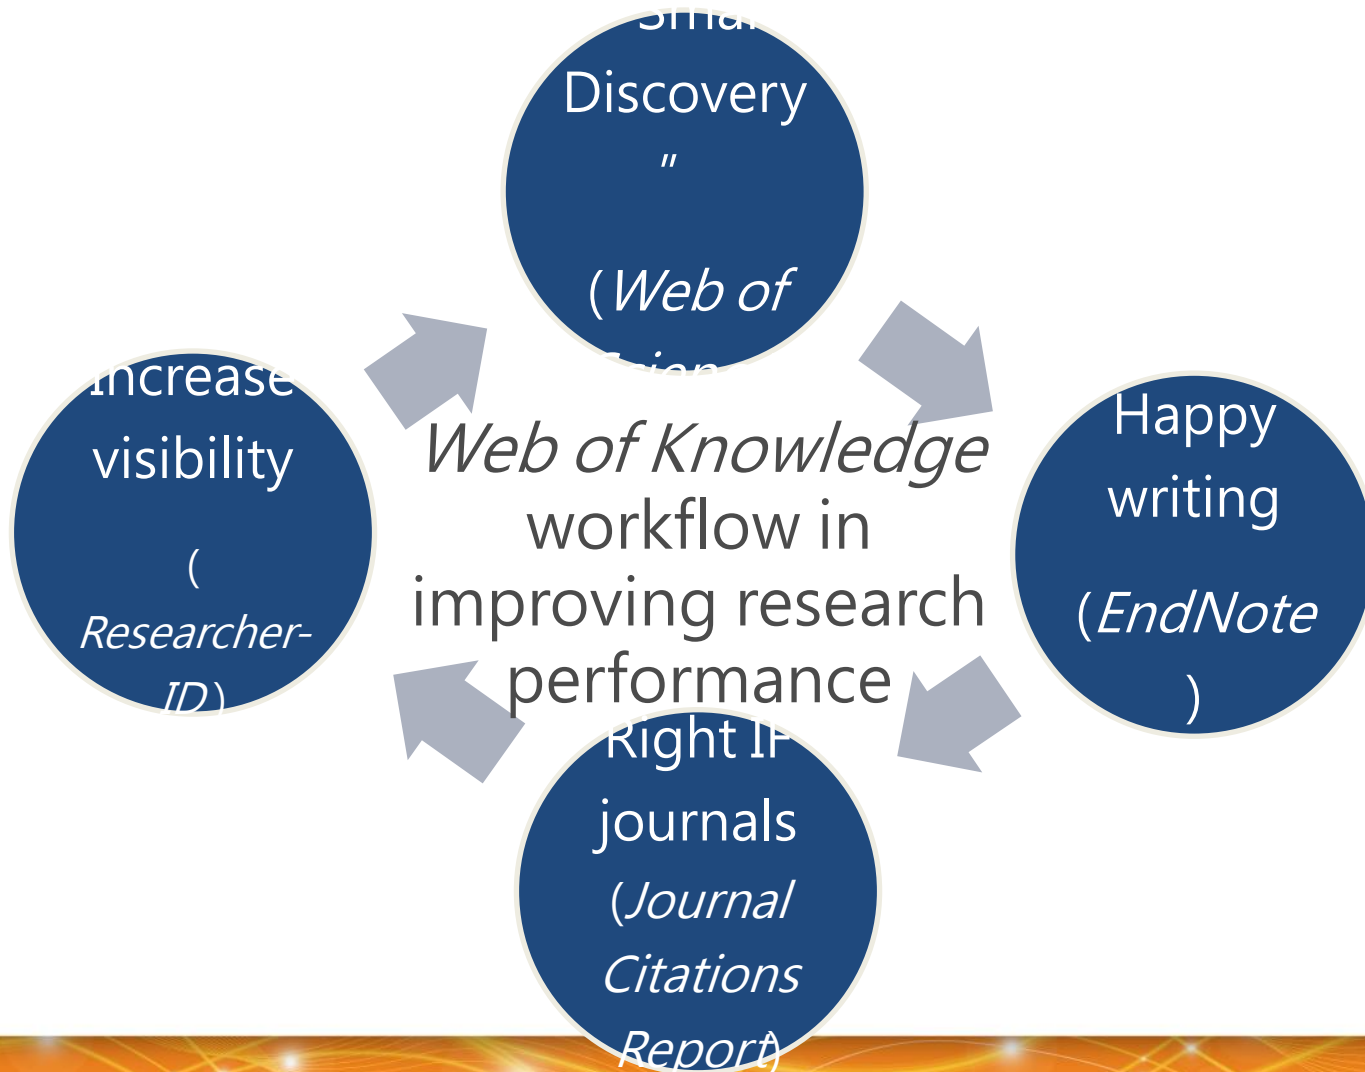 Discovery
"
(Web of
Increase
visibility
(
Researcher-
ID)
Web of Knowledge
workflow in
improving research
performance
Happy
writing
(EndNote
)
Right IF
journals
(Journal
Citations
Report)